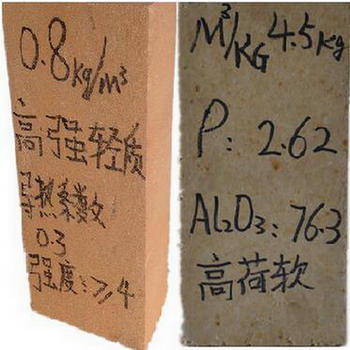 0.8kg/m³
高强轻质
导热系数
0.3
强度:7.4
M³/KG 4.5kg
P: 2.62
Al2O3: 76.3
高荷软